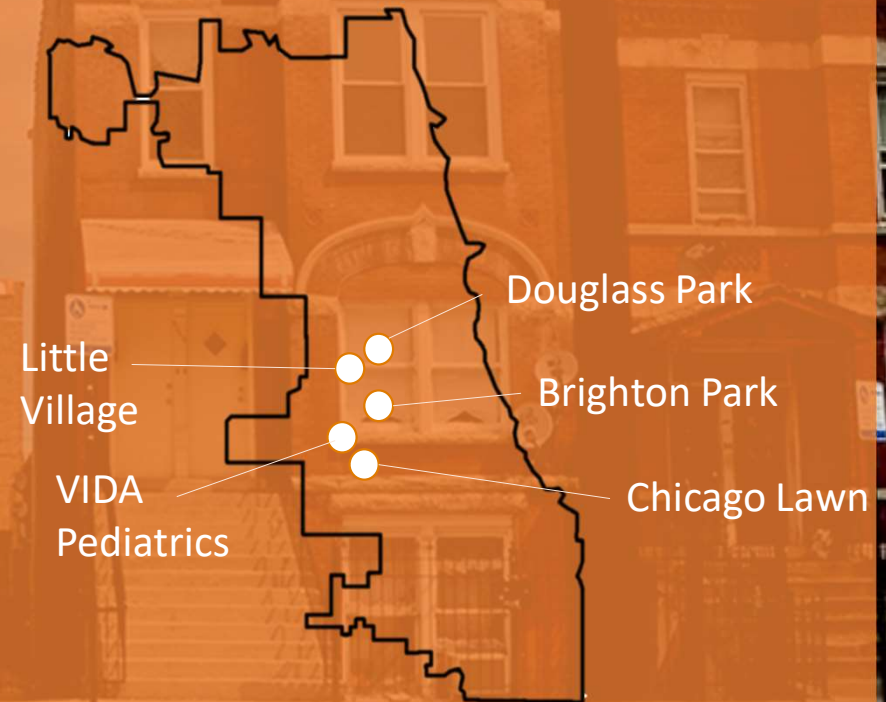 Douglass Park
Little
Village
Brighton Park
VIDA
Pediatrics
Chicago Lawn